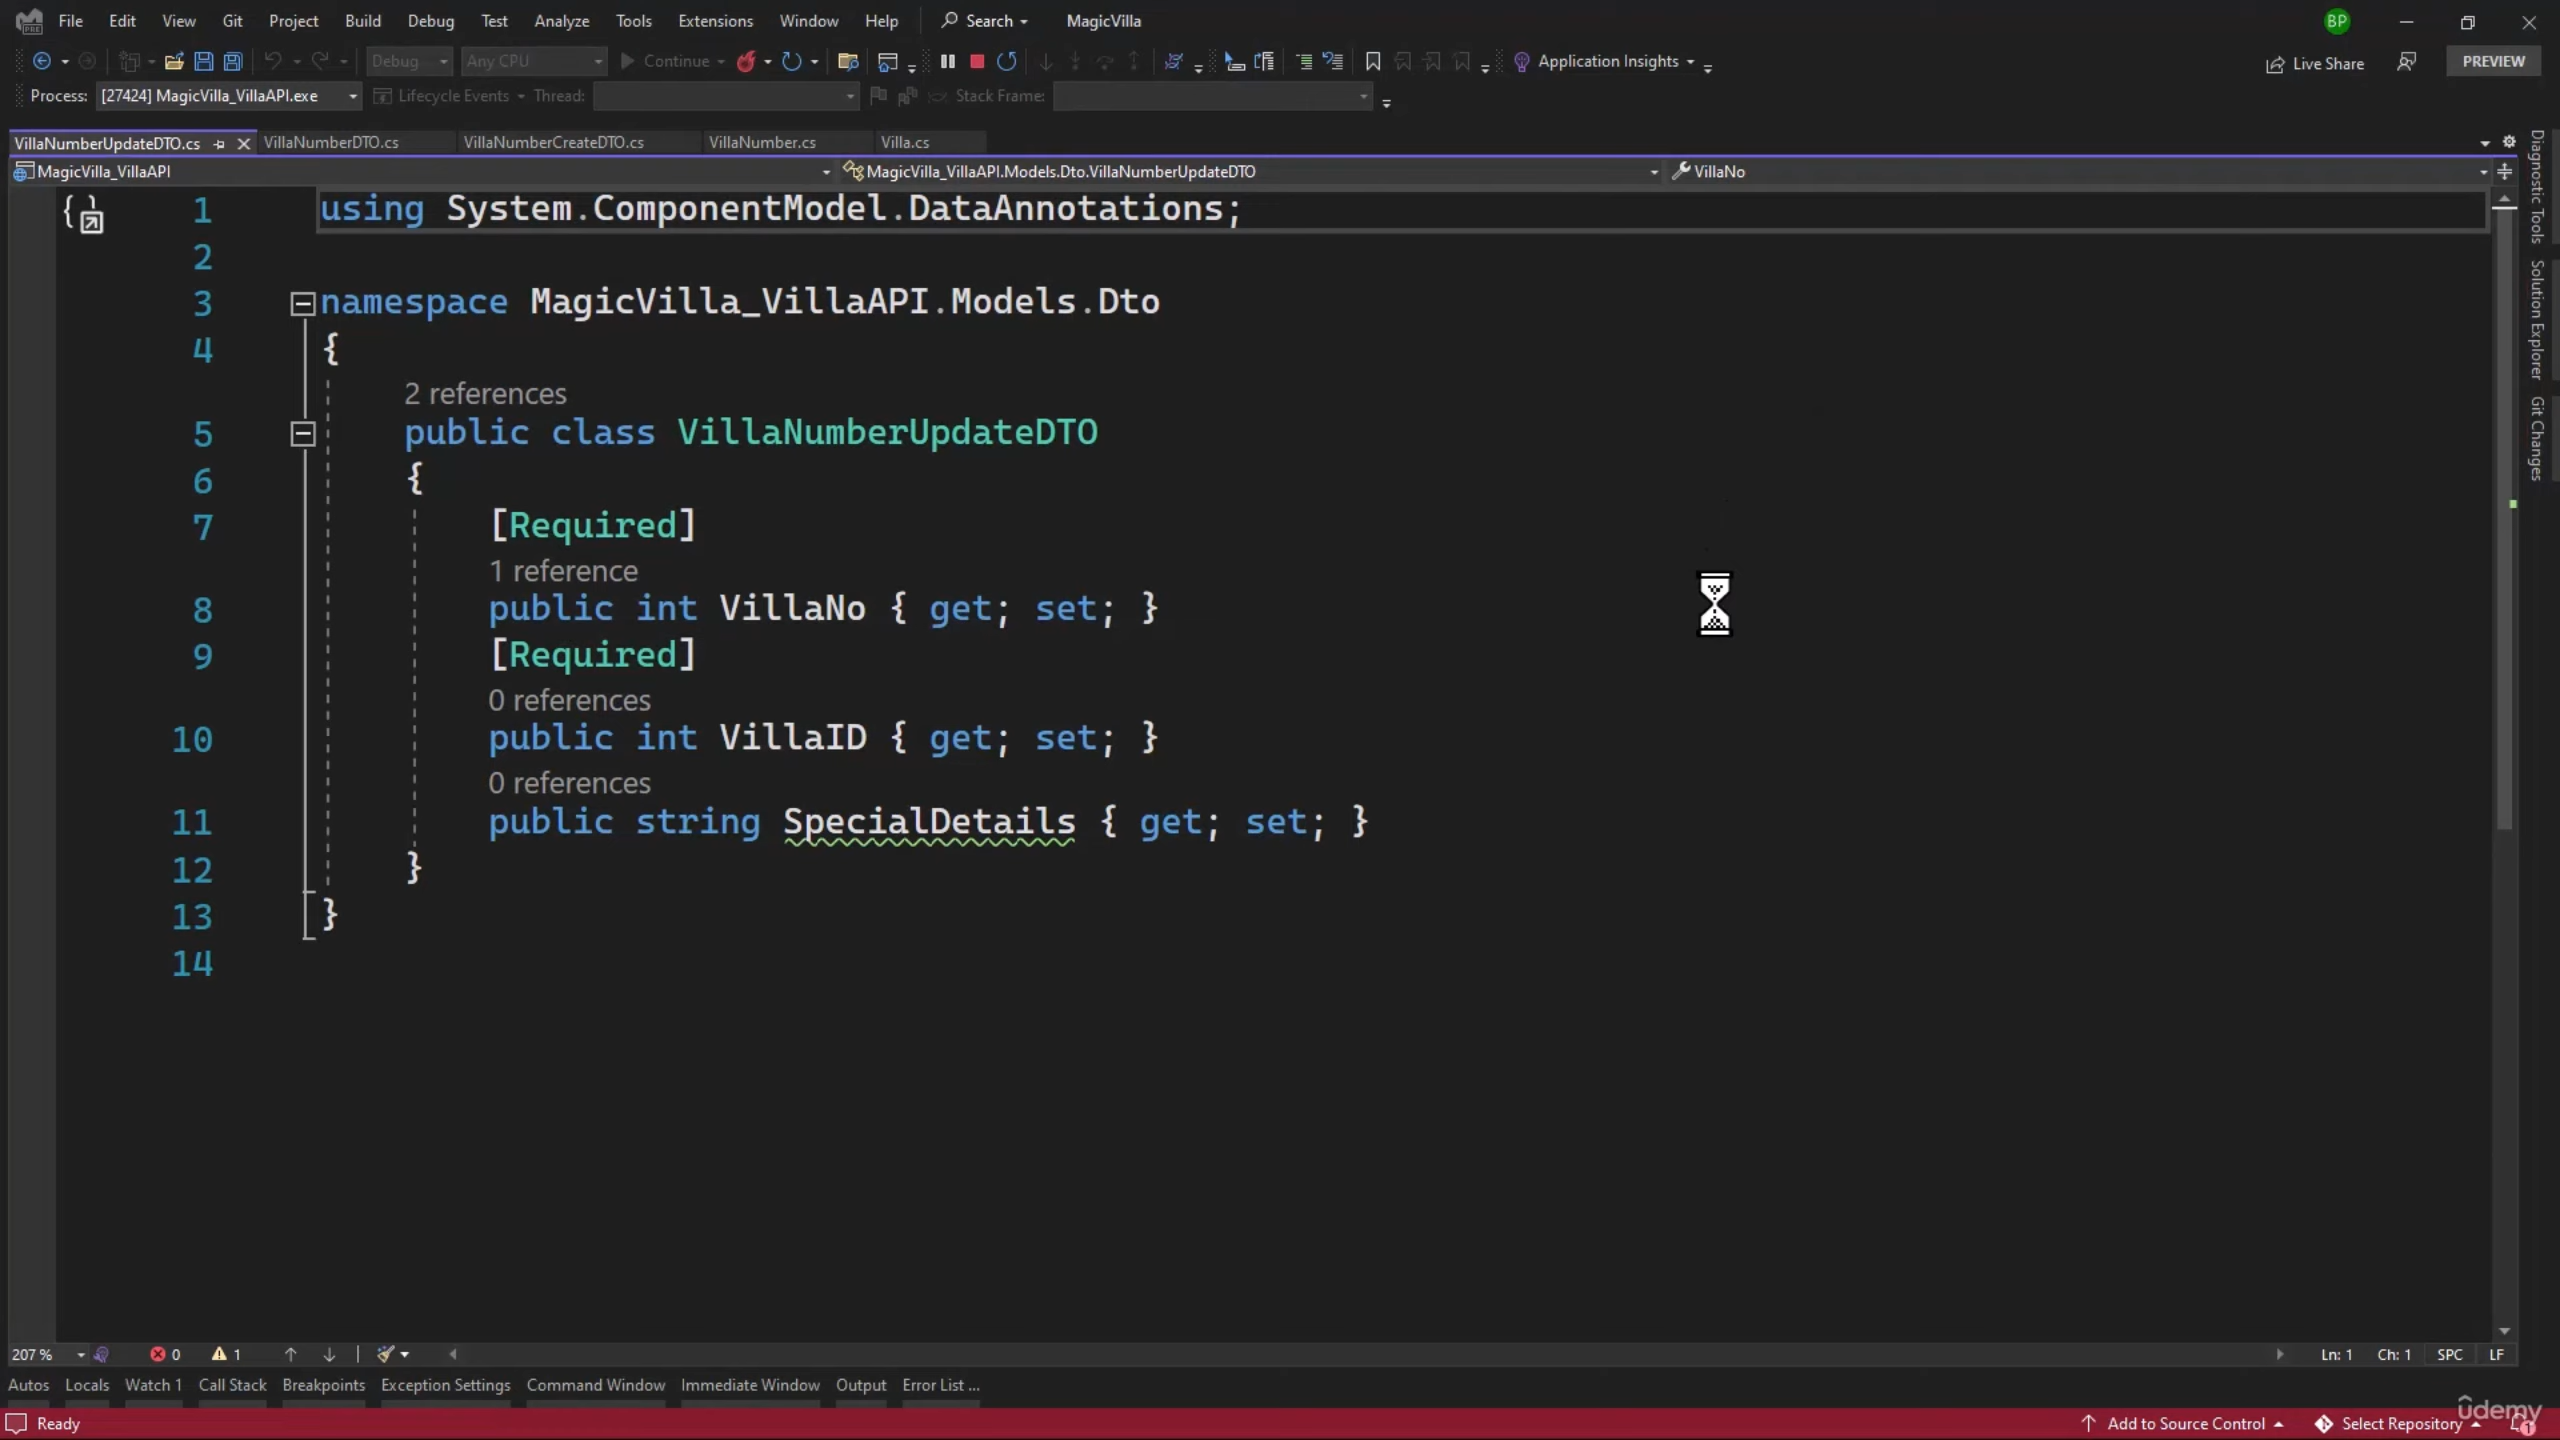 File Edit View Git Project Build Debug Test Analyze Tools Extensions Window Help Search MagicVilla BP
Debug Any CPU Continue Application Insights Live Share PREVIEW
Process: [27424] MagicVilla_VillaAPI.exe Lifecycle Events Thread: Stack Frame:
VillaNumberUpdateDTO.cs VillaNumberDTO.cs VillaNumberCreateDTO.cs VillaNumber.cs Villa.cs
MagicVilla_VillaAPI MagicVilla_VillaAPI.Models.Dto.VillaNumberUpdateDTO VillaNo
1 using System.ComponentModel.DataAnnotations;
2
3 namespace MagicVilla_VillaAPI.Models.Dto
4 {
2 references
5 public class VillaNumberUpdateDTO
6 {
7 [Required]
1 reference
8 public int VillaNo { get; set; }
9 [Required]
0 references
10 public int VillaID { get; set; }
0 references
11 public string SpecialDetails { get; set; }
12 }
13 }
14
Diagnostic Tools
Solution Explorer
Git Changes
207 % 0 1 Ln: 1 Ch: 1 SPC LF
Autos Locals Watch 1 Call Stack Breakpoints Exception Settings Command Window Immediate Window Output Error List ...
Ready Add to Source Control Select Repository 1
udemy